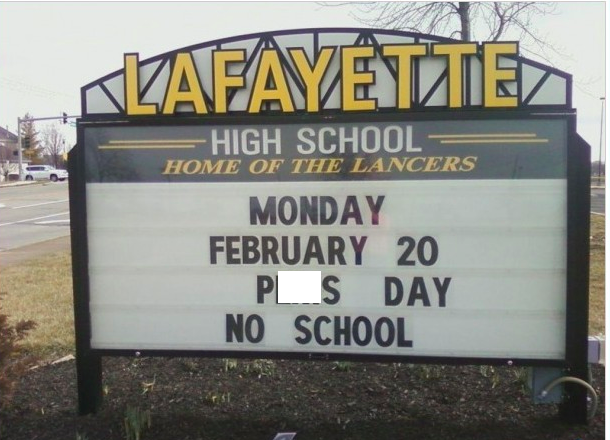 LAFAYETTE
HIGH SCHOOL
HOME OF THE LANCERS
MONDAY
FEBRUARY 20
DAY
NO SCHOOL